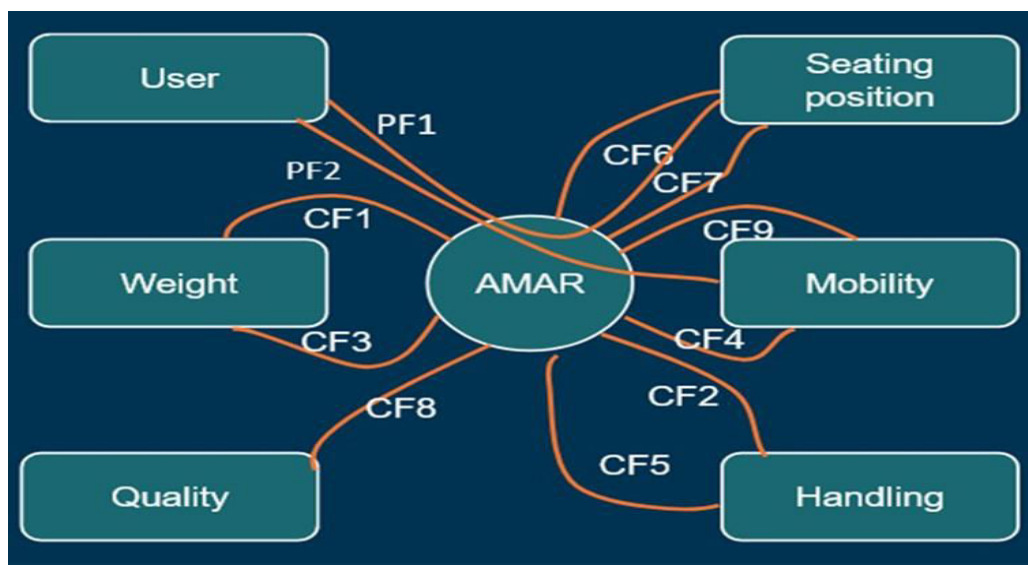 User
Seating
position
PF1
CF6
PF2
CF7
CF1
CF9
Weight
AMAR
Mobility
CF3
CF4
CF2
CF8
CF5
Quality
Handling